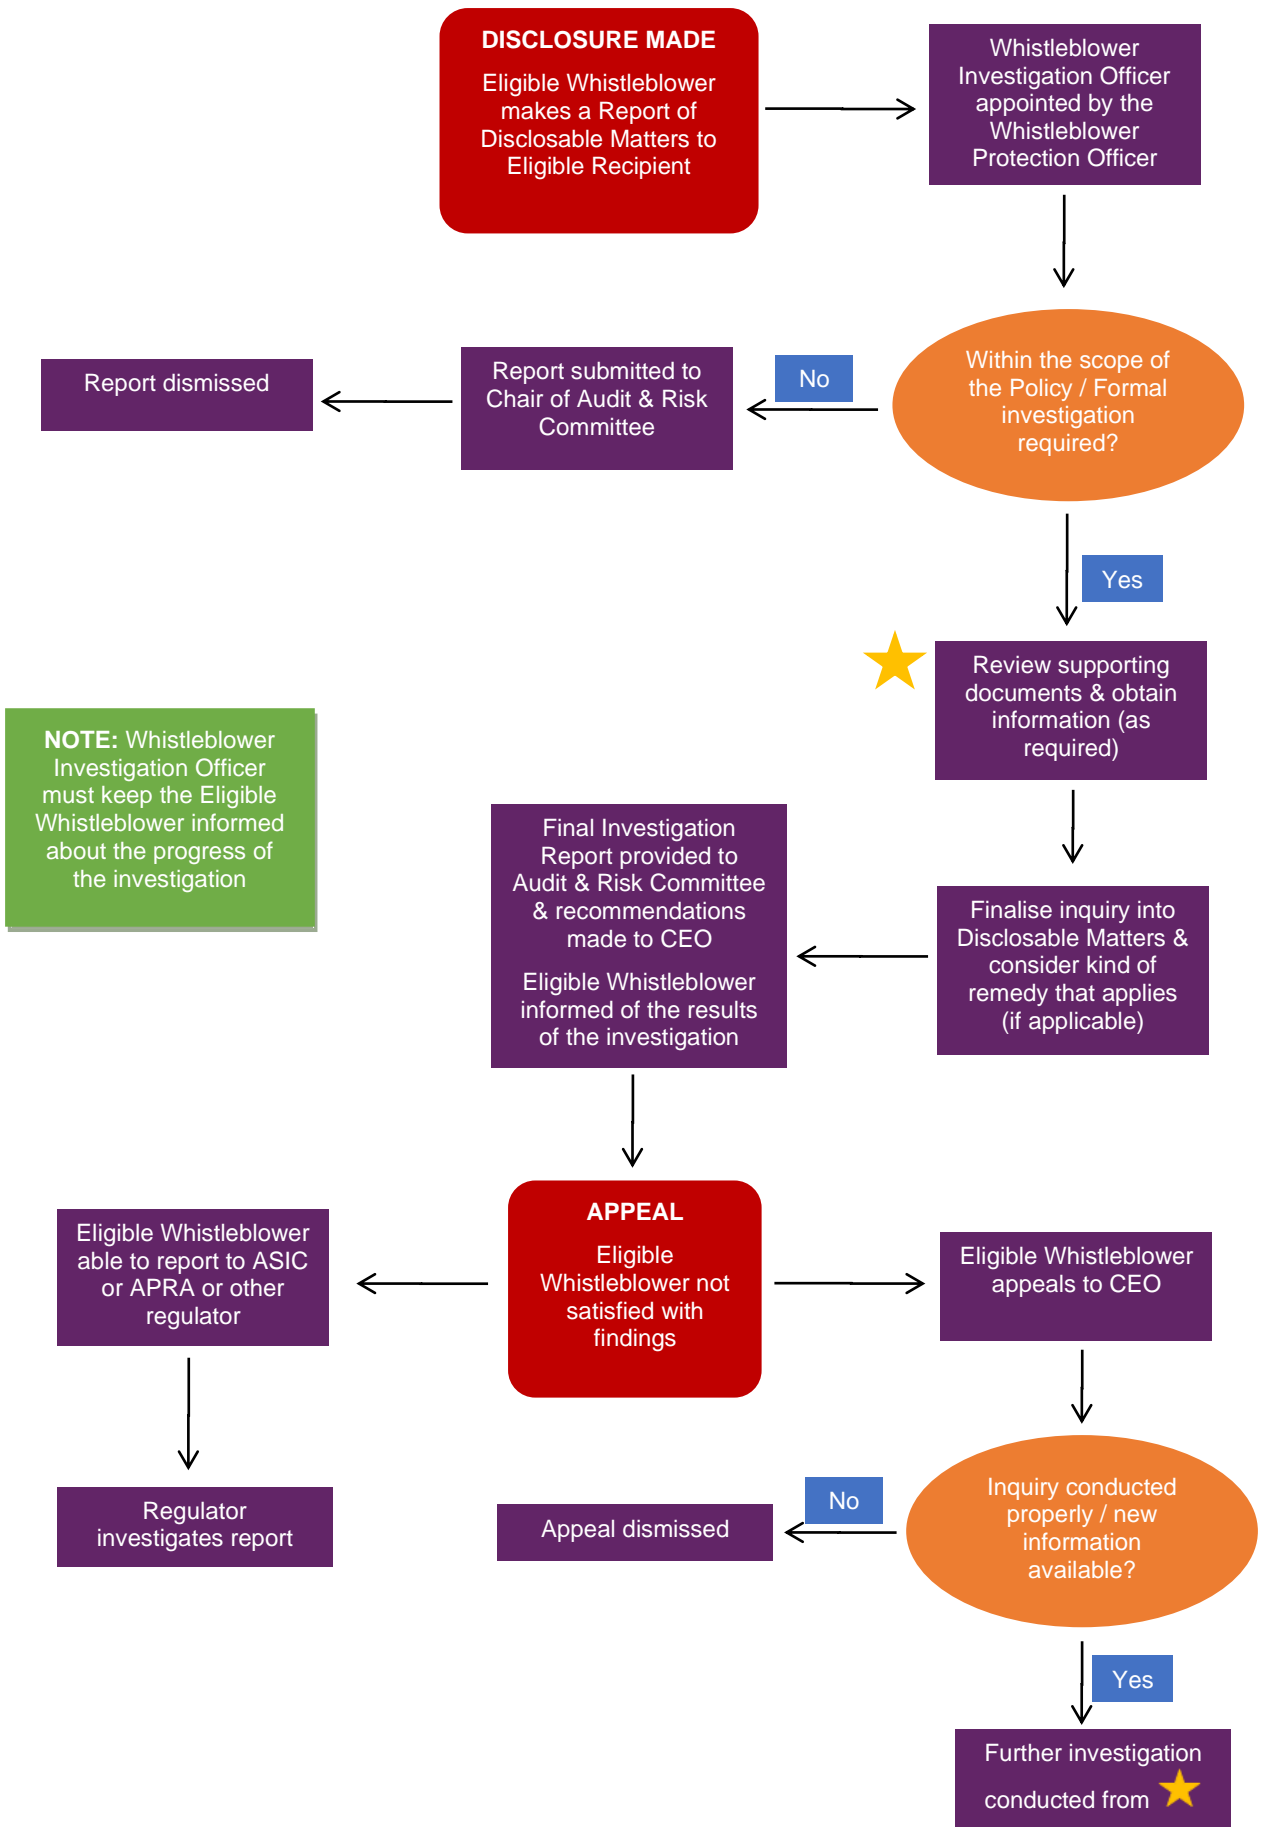 DISCLOSURE MADE
Eligible Whistleblower
makes a Report of
Disclosable Matters to
Eligible Recipient
Whistleblower
Investigation Officer
appointed by the
Whistleblower
Protection Officer
Within the scope of
the Policy / Formal
investigation
required?
No
Report submitted to
Chair of Audit & Risk
Committee
Report dismissed
Yes
Review supporting
documents & obtain
information (as
required)
NOTE: Whistleblower
Investigation Officer
must keep the Eligible
Whistleblower informed
about the progress of
the investigation
Finalise inquiry into
Disclosable Matters &
consider kind of
remedy that applies
(if applicable)
Final Investigation
Report provided to
Audit & Risk Committee
& recommendations
made to CEO
Eligible Whistleblower
informed of the results
of the investigation
APPEAL
Eligible
Whistleblower not
satisfied with
findings
Eligible Whistleblower
able to report to ASIC
or APRA or other
regulator
Regulator
investigates report
Eligible Whistleblower
appeals to CEO
Inquiry conducted
properly / new
information
available?
No
Appeal dismissed
Yes
Further investigation
conducted from